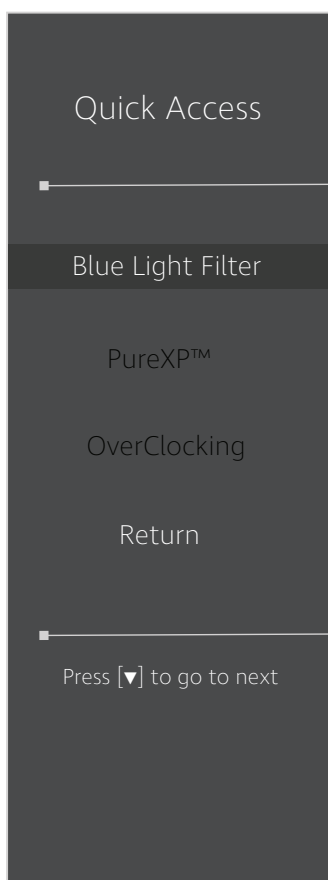 Quick Access
Blue Light Filter
PureXP™
OverClocking
Return
Press [▼] to go to next